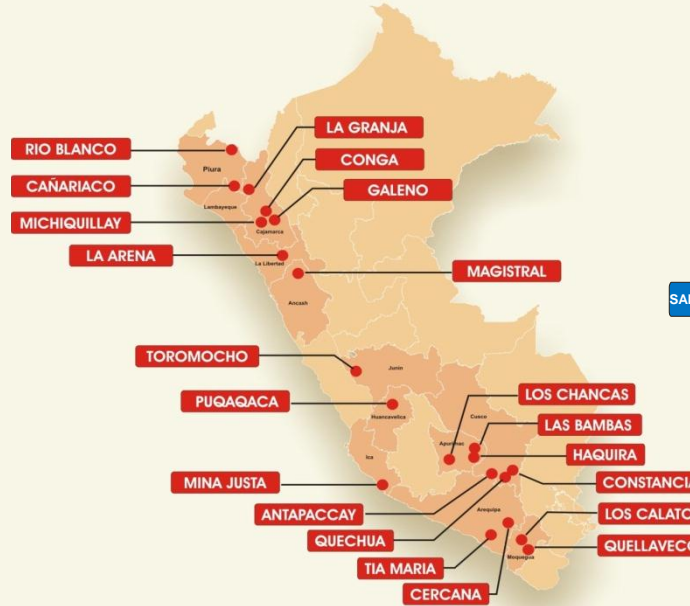 LA GRANJA
RIO BLANCO
CONGA
Piura
CAÑARIACO
GALENO
Lambayeque
MICHIQUILLAY
Cajamarca
LA ARENA
La Libertad
MAGISTRAL
Ancash
TOROMOCHO
Junín
LOS CHANCAS
PUQAQACA
Huancavelica
Cusco
LAS BAMBAS
Apurímac
HAQUIRA
Ica
MINA JUSTA
CONSTANCIA
ANTAPACCAY
Arequipa
LOS CALATO
QUECHUA
QUELLAVECO
Moquegua
TIA MARIA
CERCANA